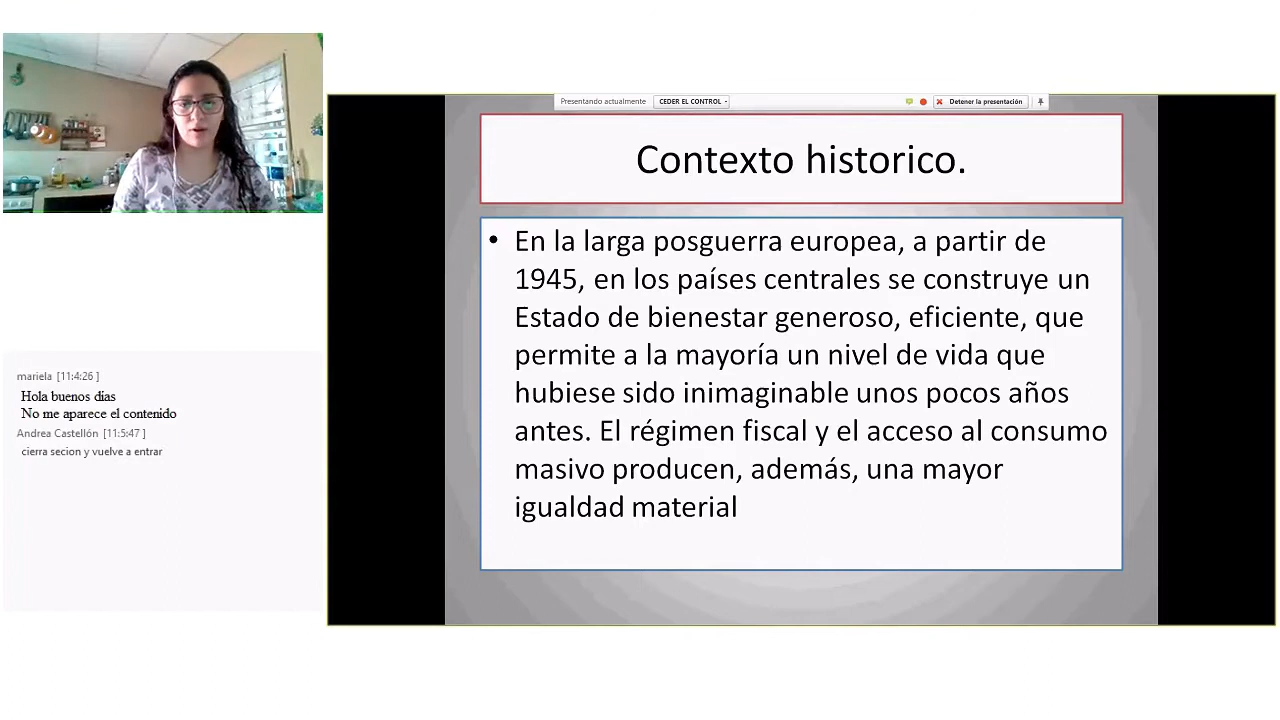 Presentando actualmente CEDER EL CONTROL Detener la presentación
Contexto historico.
• En la larga posguerra europea, a partir de
1945, en los países centrales se construye un
Estado de bienestar generoso, eficiente, que
permite a la mayoría un nivel de vida que
hubiese sido inimaginable unos pocos años
antes. El régimen fiscal y el acceso al consumo
masivo producen, además, una mayor
igualdad material
mariela [11:4:26 ]
Hola buenos dias
No me aparece el contenido
Andrea Castellón [11:5:47 ]
cierra secion y vuelve a entrar